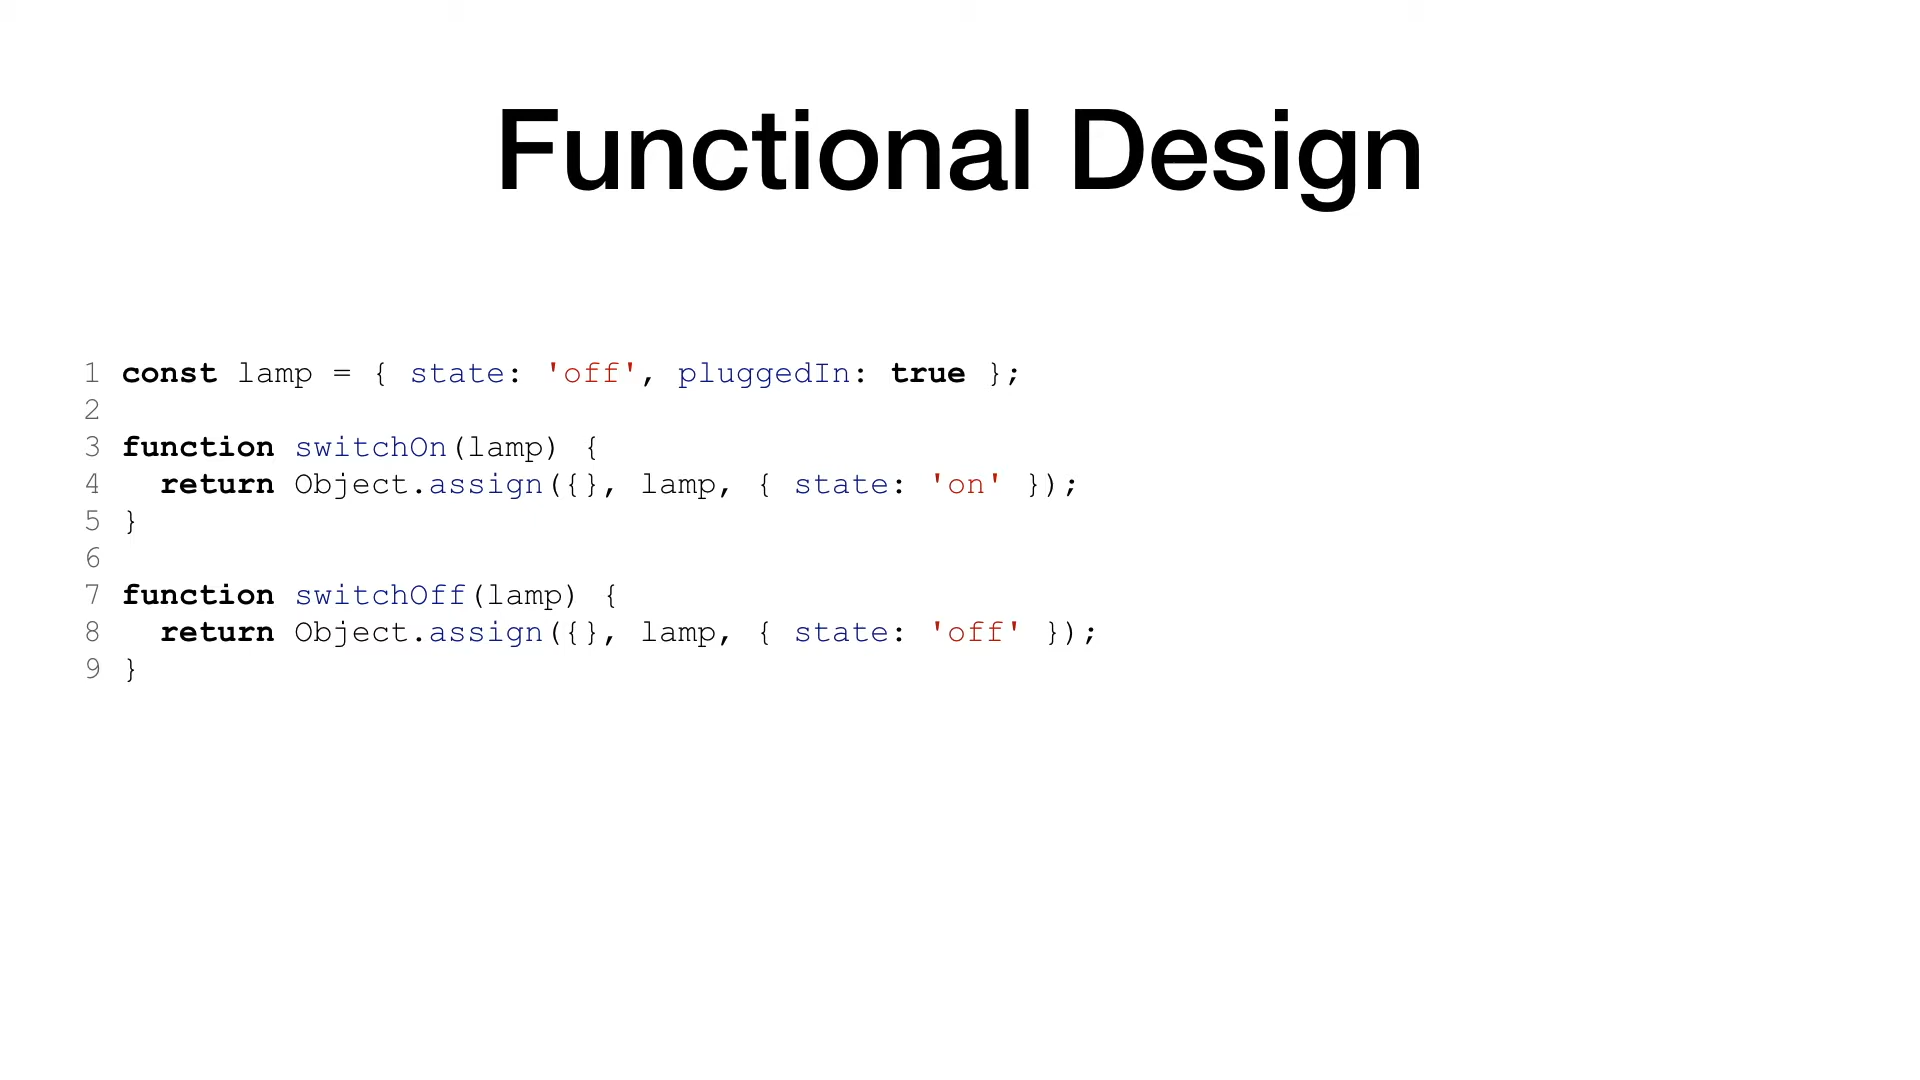 Functional Design
1 const lamp = { state: 'off', pluggedIn: true };
2
3 function switchOn(lamp) {
4   return Object.assign({}, lamp, { state: 'on' });
5 }
6
7 function switchOff(lamp) {
8   return Object.assign({}, lamp, { state: 'off' });
9 }